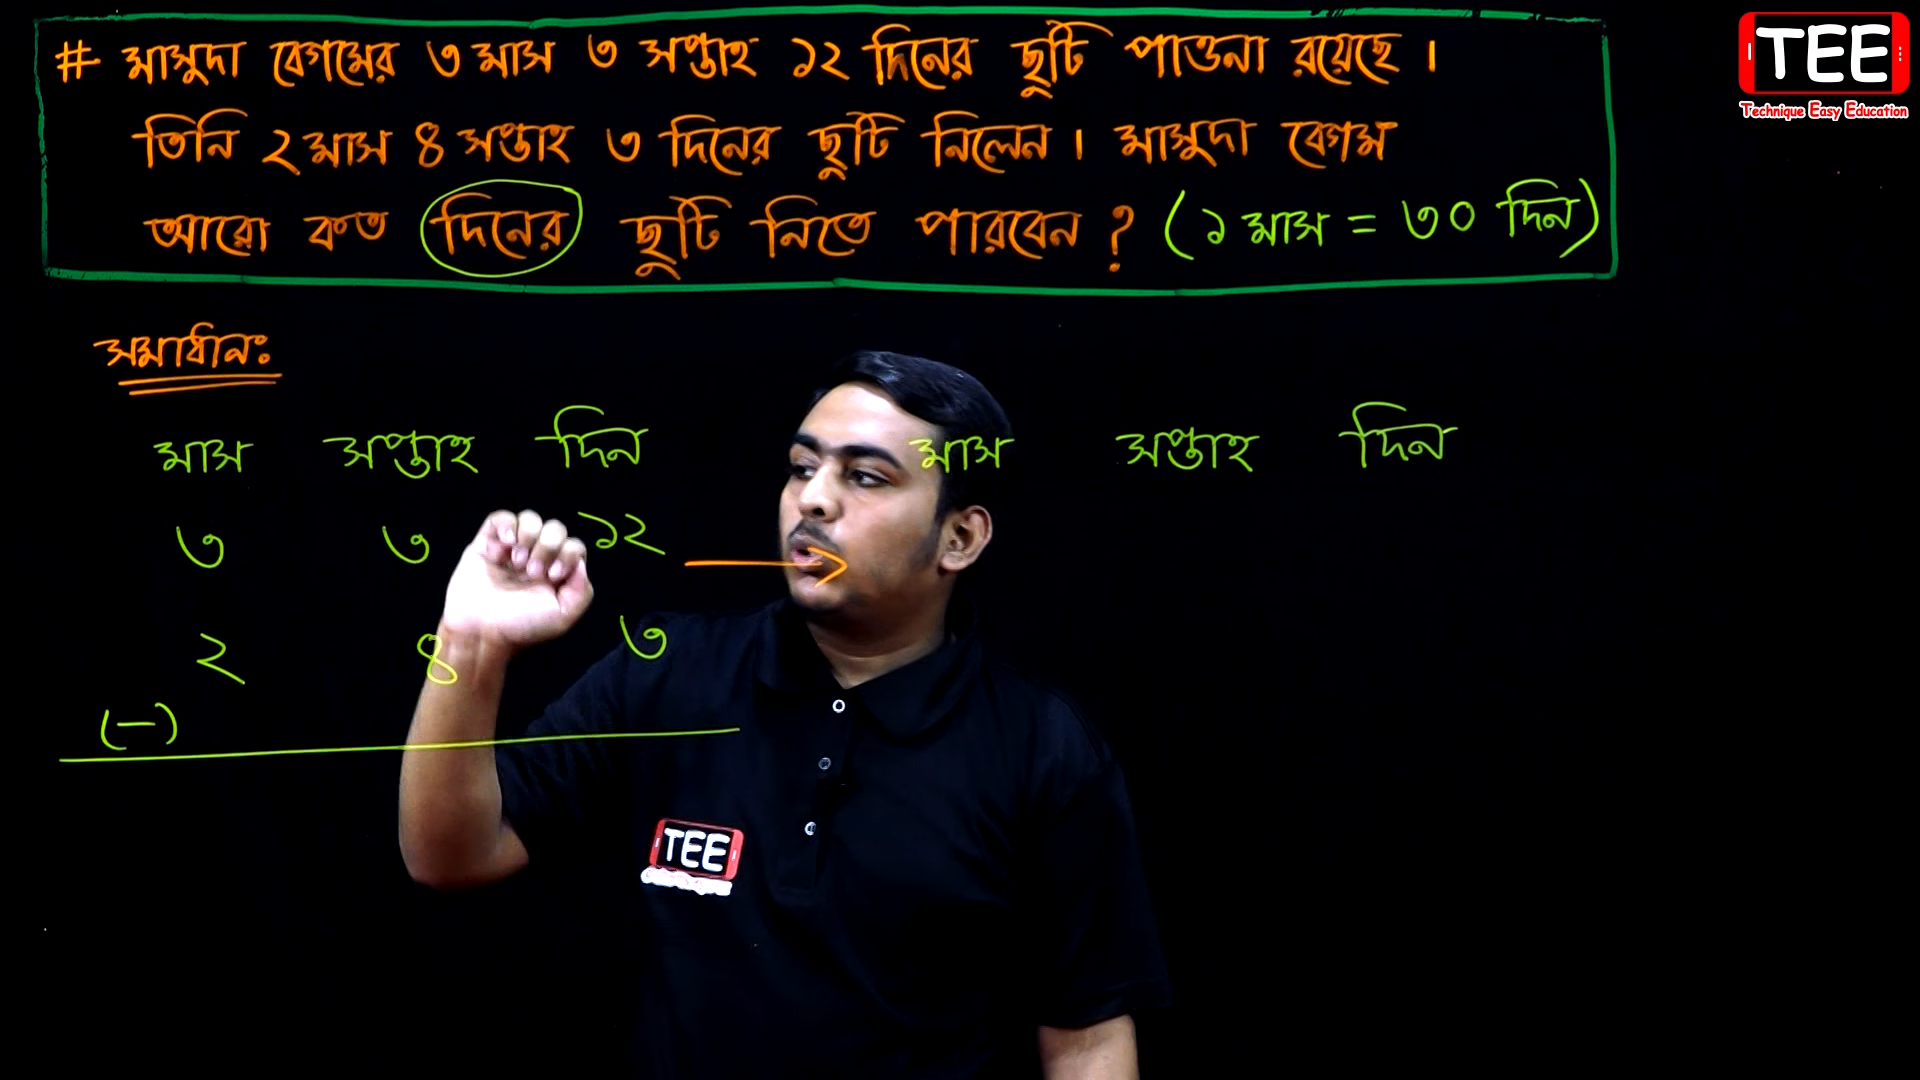 # মাসুদা বেগমের ৩ মাস ৩ সপ্তাহ ১২ দিনের ছুটি পাওনা রয়েছে।
তিনি ২ মাস ৪ সপ্তাহ ৩ দিনের ছুটি নিলেন। মাসুদা বেগম
আরো কত দিনের ছুটি নিতে পারবেন? (১ মাস = ৩০ দিন)
TEE
Technique Easy Education
সমাধানঃ
মাস সপ্তাহ দিন মাস সপ্তাহ দিন
৩ ৩ ১২
২ ৪ ৩
(−)
TEE